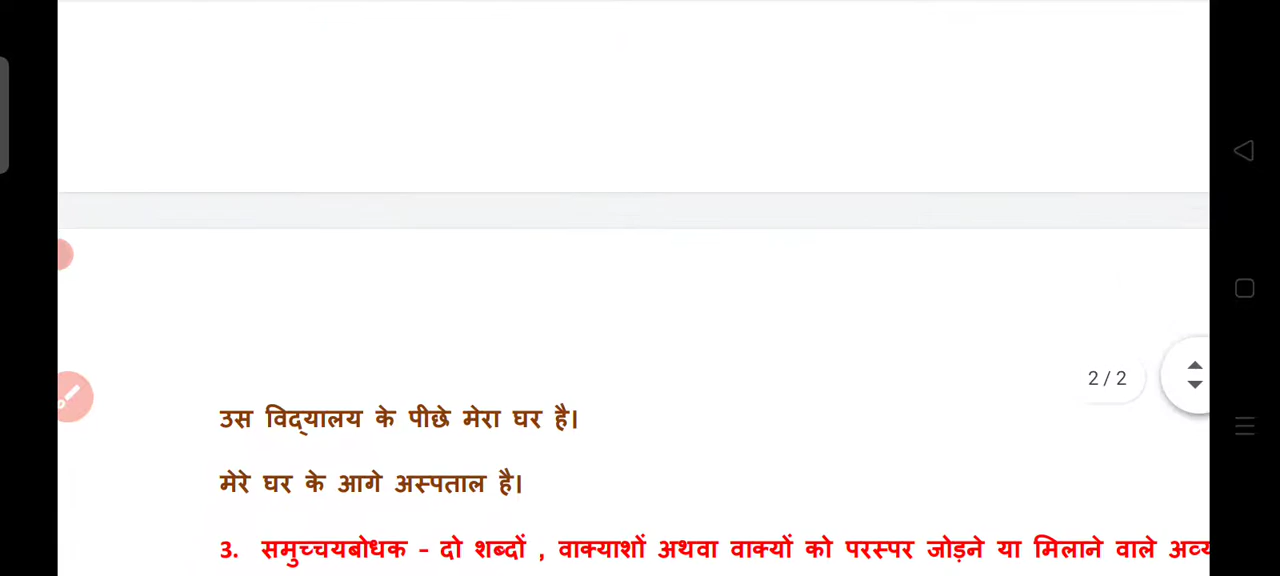 2 / 2
उस विद्यालय के पीछे मेरा घर है।
मेरे घर के आगे अस्पताल है।
3. समुच्चयबोधक – दो शब्दों , वाक्याशों अथवा वाक्यों को परस्पर जोड़ने या मिलाने वाले